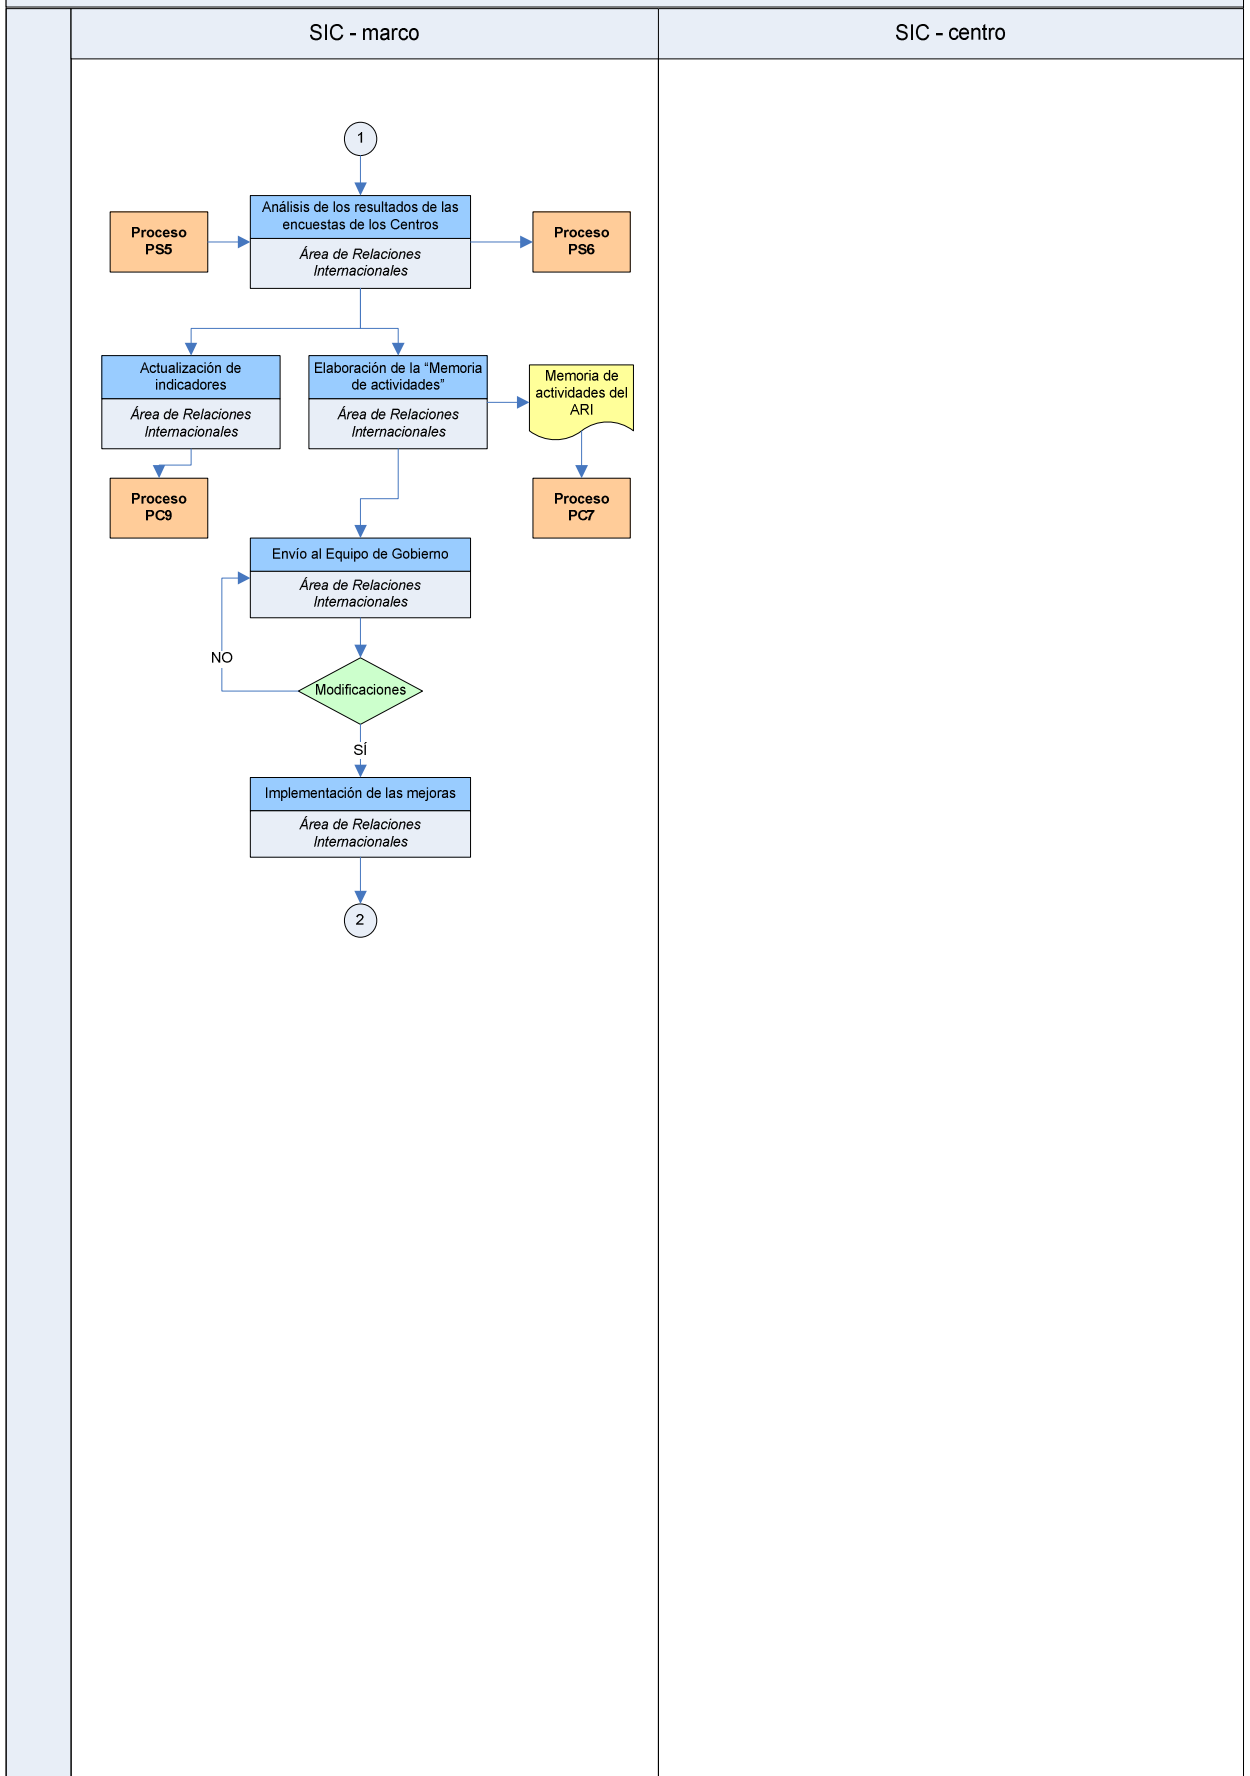 SIC - marco
SIC - centro
1
Análisis de los resultados de las
encuestas de los Centros
Área de Relaciones
Internacionales
Proceso
PS5
Proceso
PS6
Actualización de
indicadores
Área de Relaciones
Internacionales
Elaboración de la “Memoria
de actividades”
Área de Relaciones
Internacionales
Memoria de
actividades del
ARI
Proceso
PC9
Proceso
PC7
Envío al Equipo de Gobierno
Área de Relaciones
Internacionales
NO
Modificaciones
SÍ
Implementación de las mejoras
Área de Relaciones
Internacionales
2